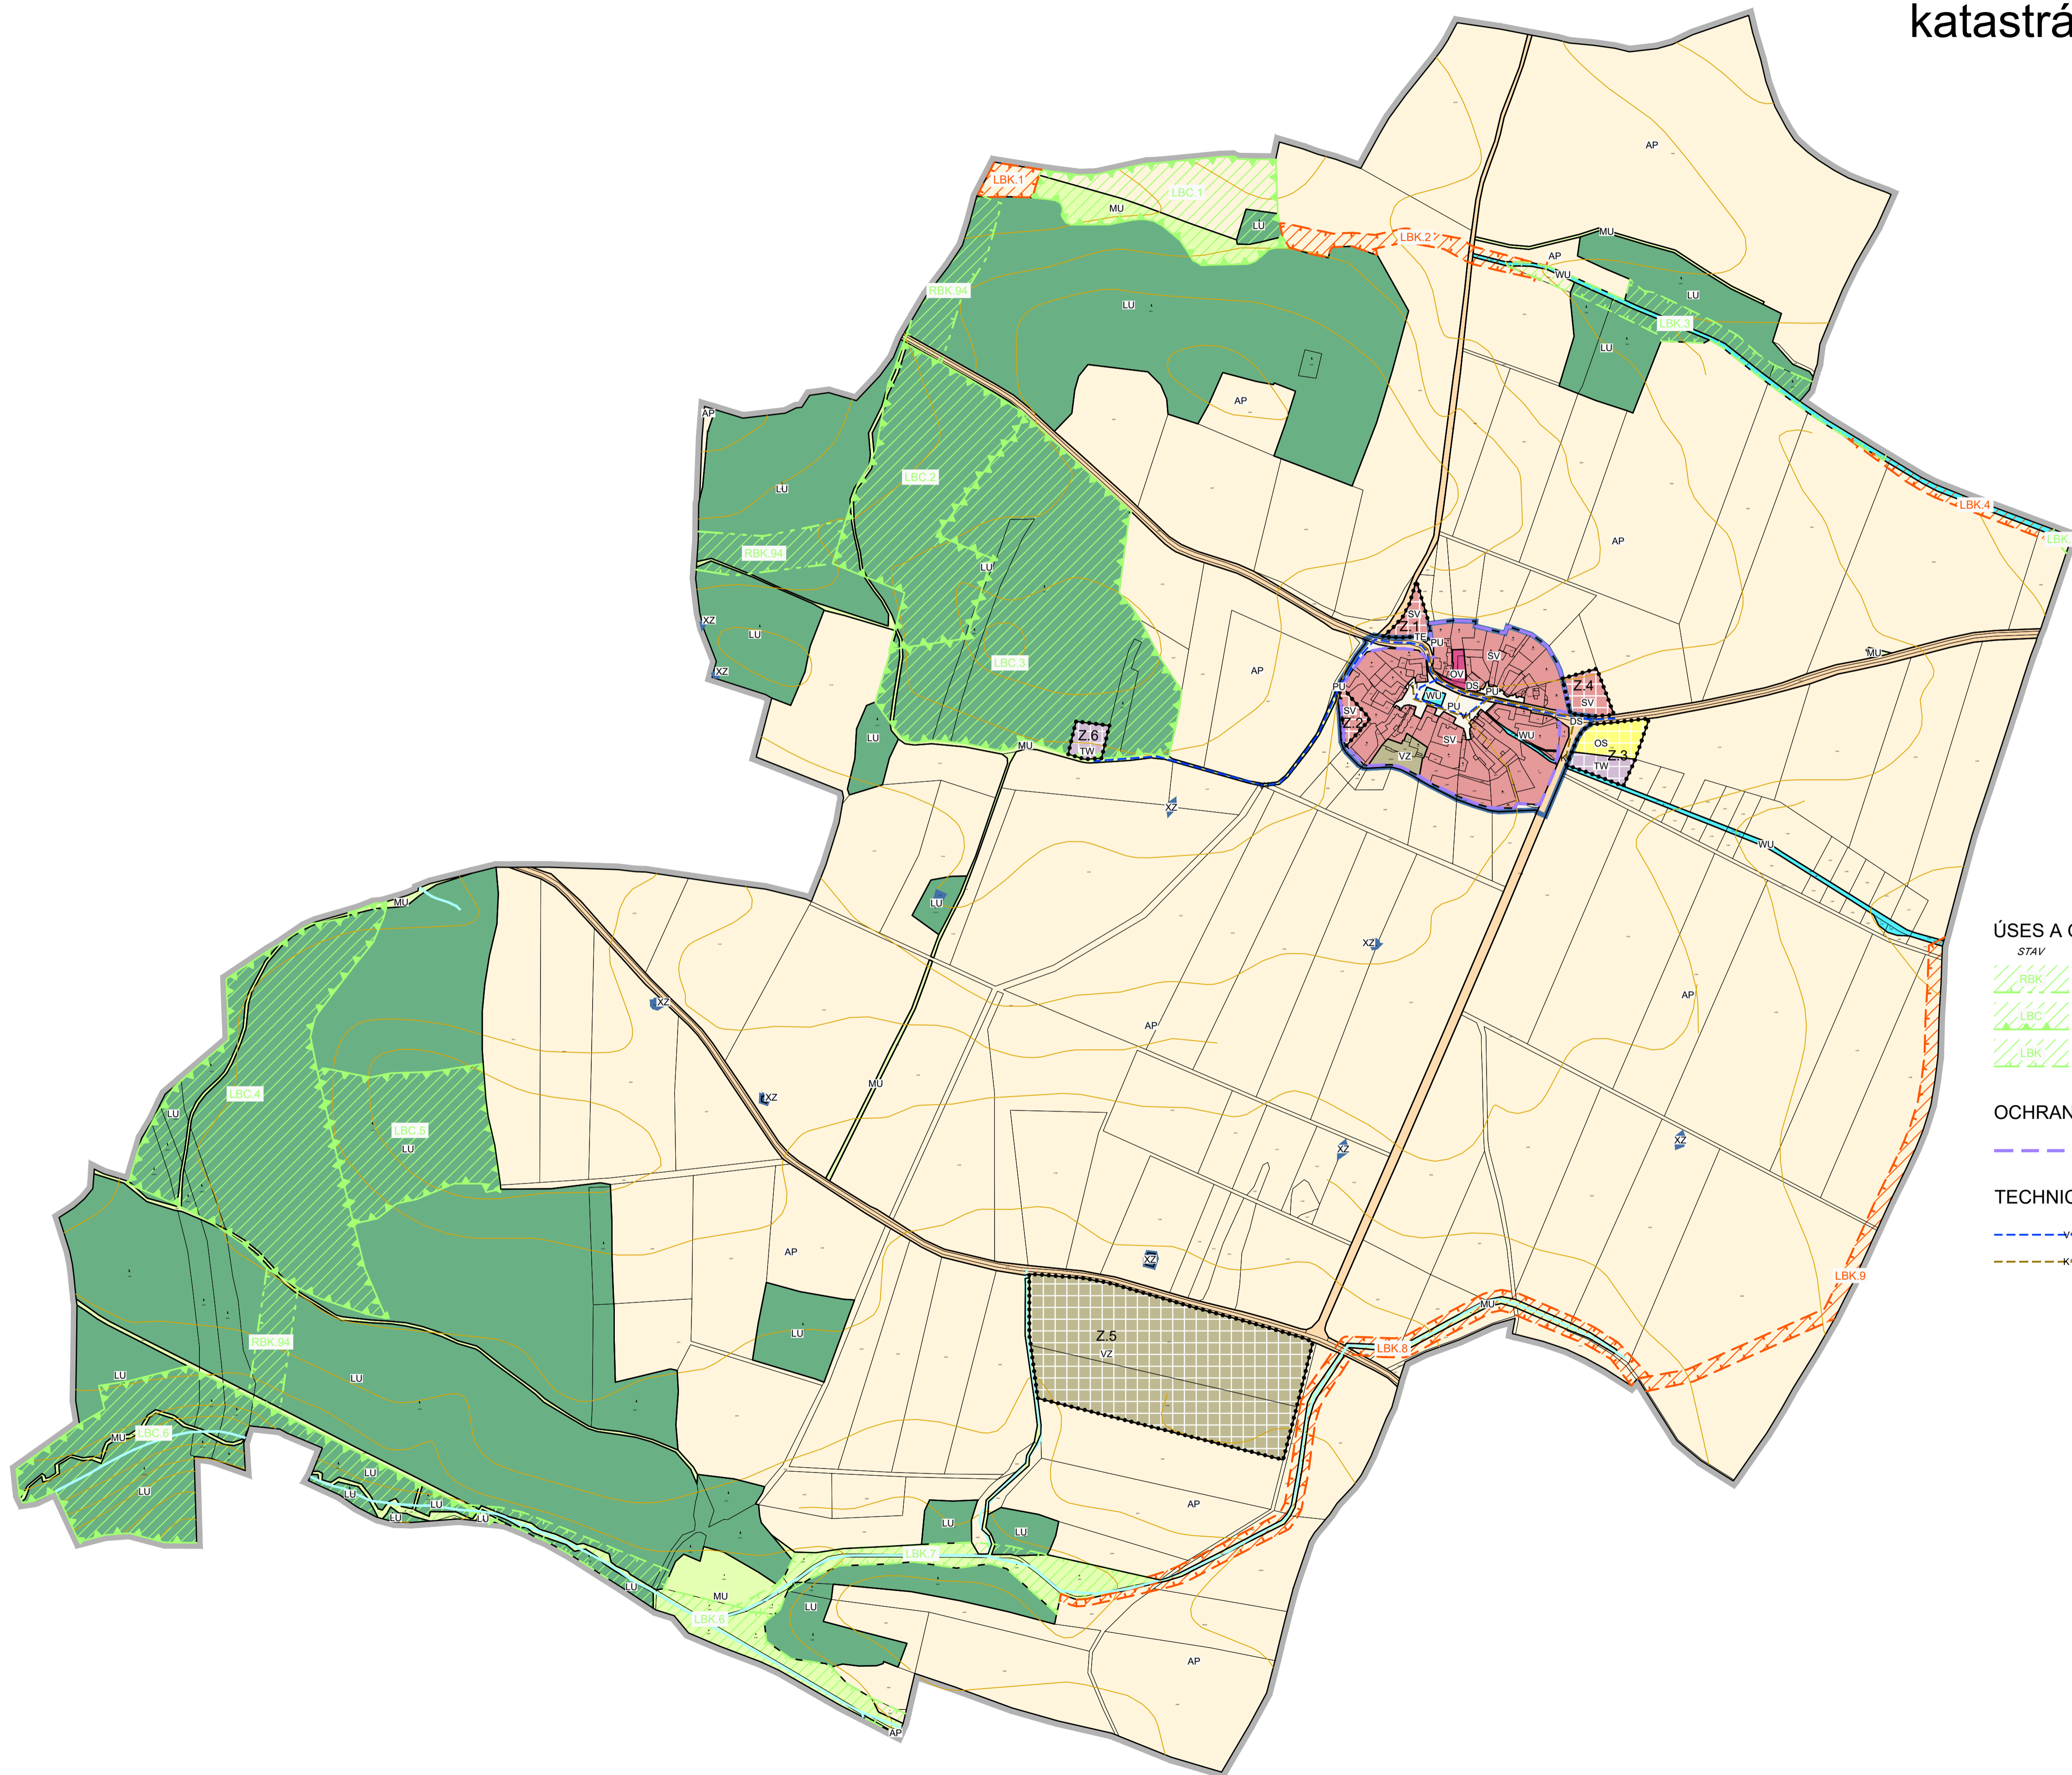 katastrá
AP
LBK.1
LBC.1
MU
LU
LBK.2
MU
AP
WU
LU
RBK.94
LU
LBK.3
LU
AP
AP
LBC.2
LU
LBK.4
AP
LBK.
RBK.94
LU
XZ
LU
SV
Z.1
TE
PU
SV
MU
LBC.3
AP
XZ
OV
DS
PU
Z.4
SV
PU
WU
PU
SV
Z.2
DS
Z.6
TW
LU
MU
SV
WU
OS
Z.3
VZ
TW
XZ
WU
LU
MU
ÚSES A O
STAV
XZ
RBK
AP
XZ
LBC
AP
LBK
MU
LBC.4
XZ
LU
OCHRAN
LBC.5
LU
XZ
XZ
TECHNIC
AP
XZ
V
K
LBK.9
MU
LU
Z.5
VZ
RBK.94
LBK.8
LU
LU
LBC.6
MU
LU
LU
LU
LU
LU
LU
AP
LU
LU
LBK.7
LU
MU
LU
LBK.6
AP
AP